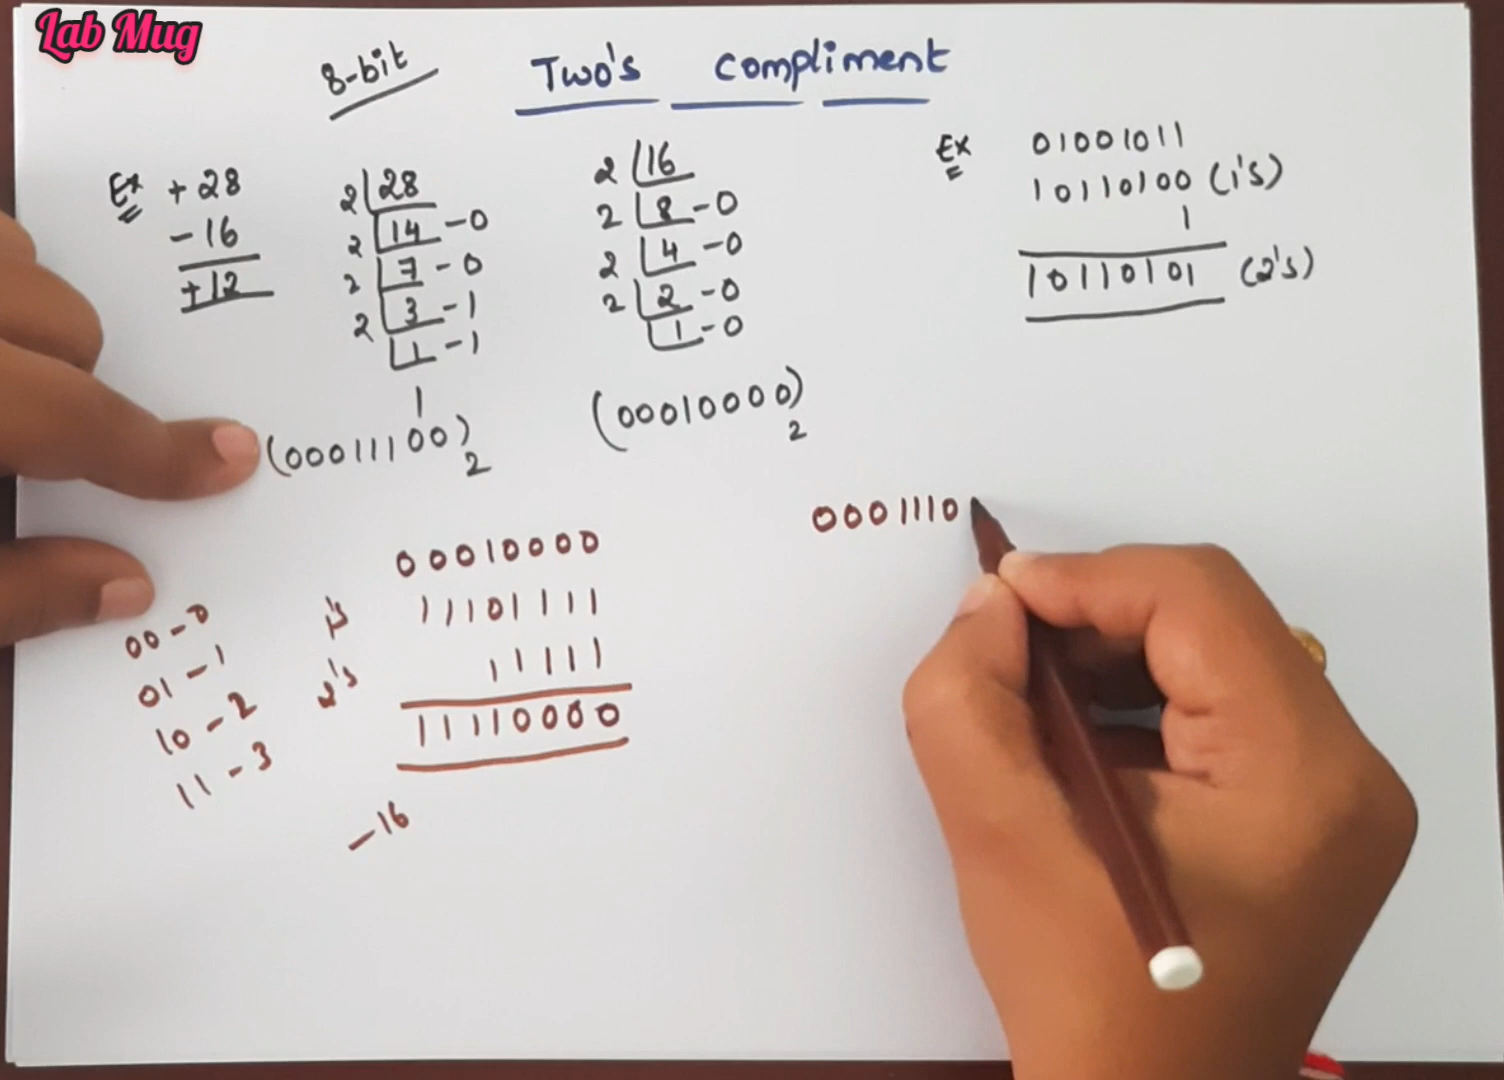 Lab Mug
8-bit Two's compliment
Ex + 28
- 16
+12
2 28
2 14 - 0
2 7 - 0
2 3 - 1
1 - 1
1
(00011100)2
2 16
2 8 - 0
2 4 - 0
2 2 - 0
1 - 0
(00010000)2
Ex 01001011
10110100 (1's)
1
10110101 (2's)
00 - 0
01 - 1
10 - 2
11 - 3
00010000
1's 11101111
2's 11111
11110000
-16
0001110